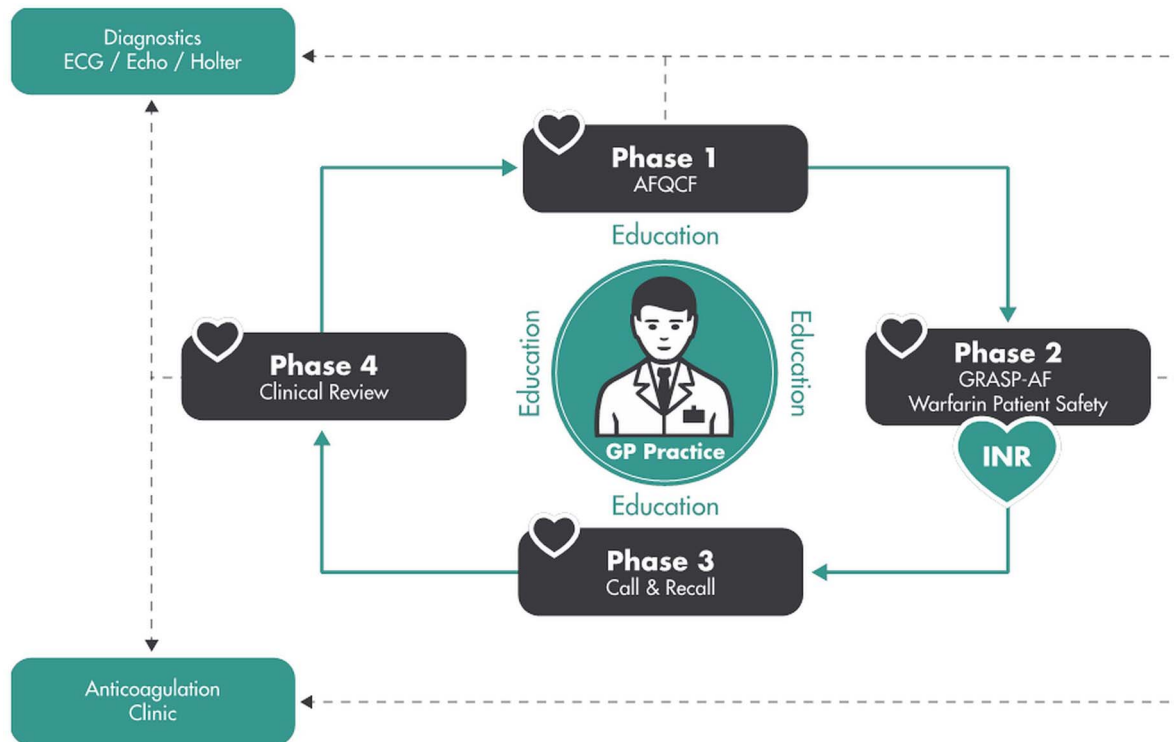 Diagnostics
ECG / Echo / Holter
Phase 1
AFQCF
Education
Education
Education
Phase 4
Clinical Review
Phase 2
GRASP-AF
Warfarin Patient Safety
INR
GP Practice
Education
Phase 3
Call & Recall
Anticoagulation
Clinic